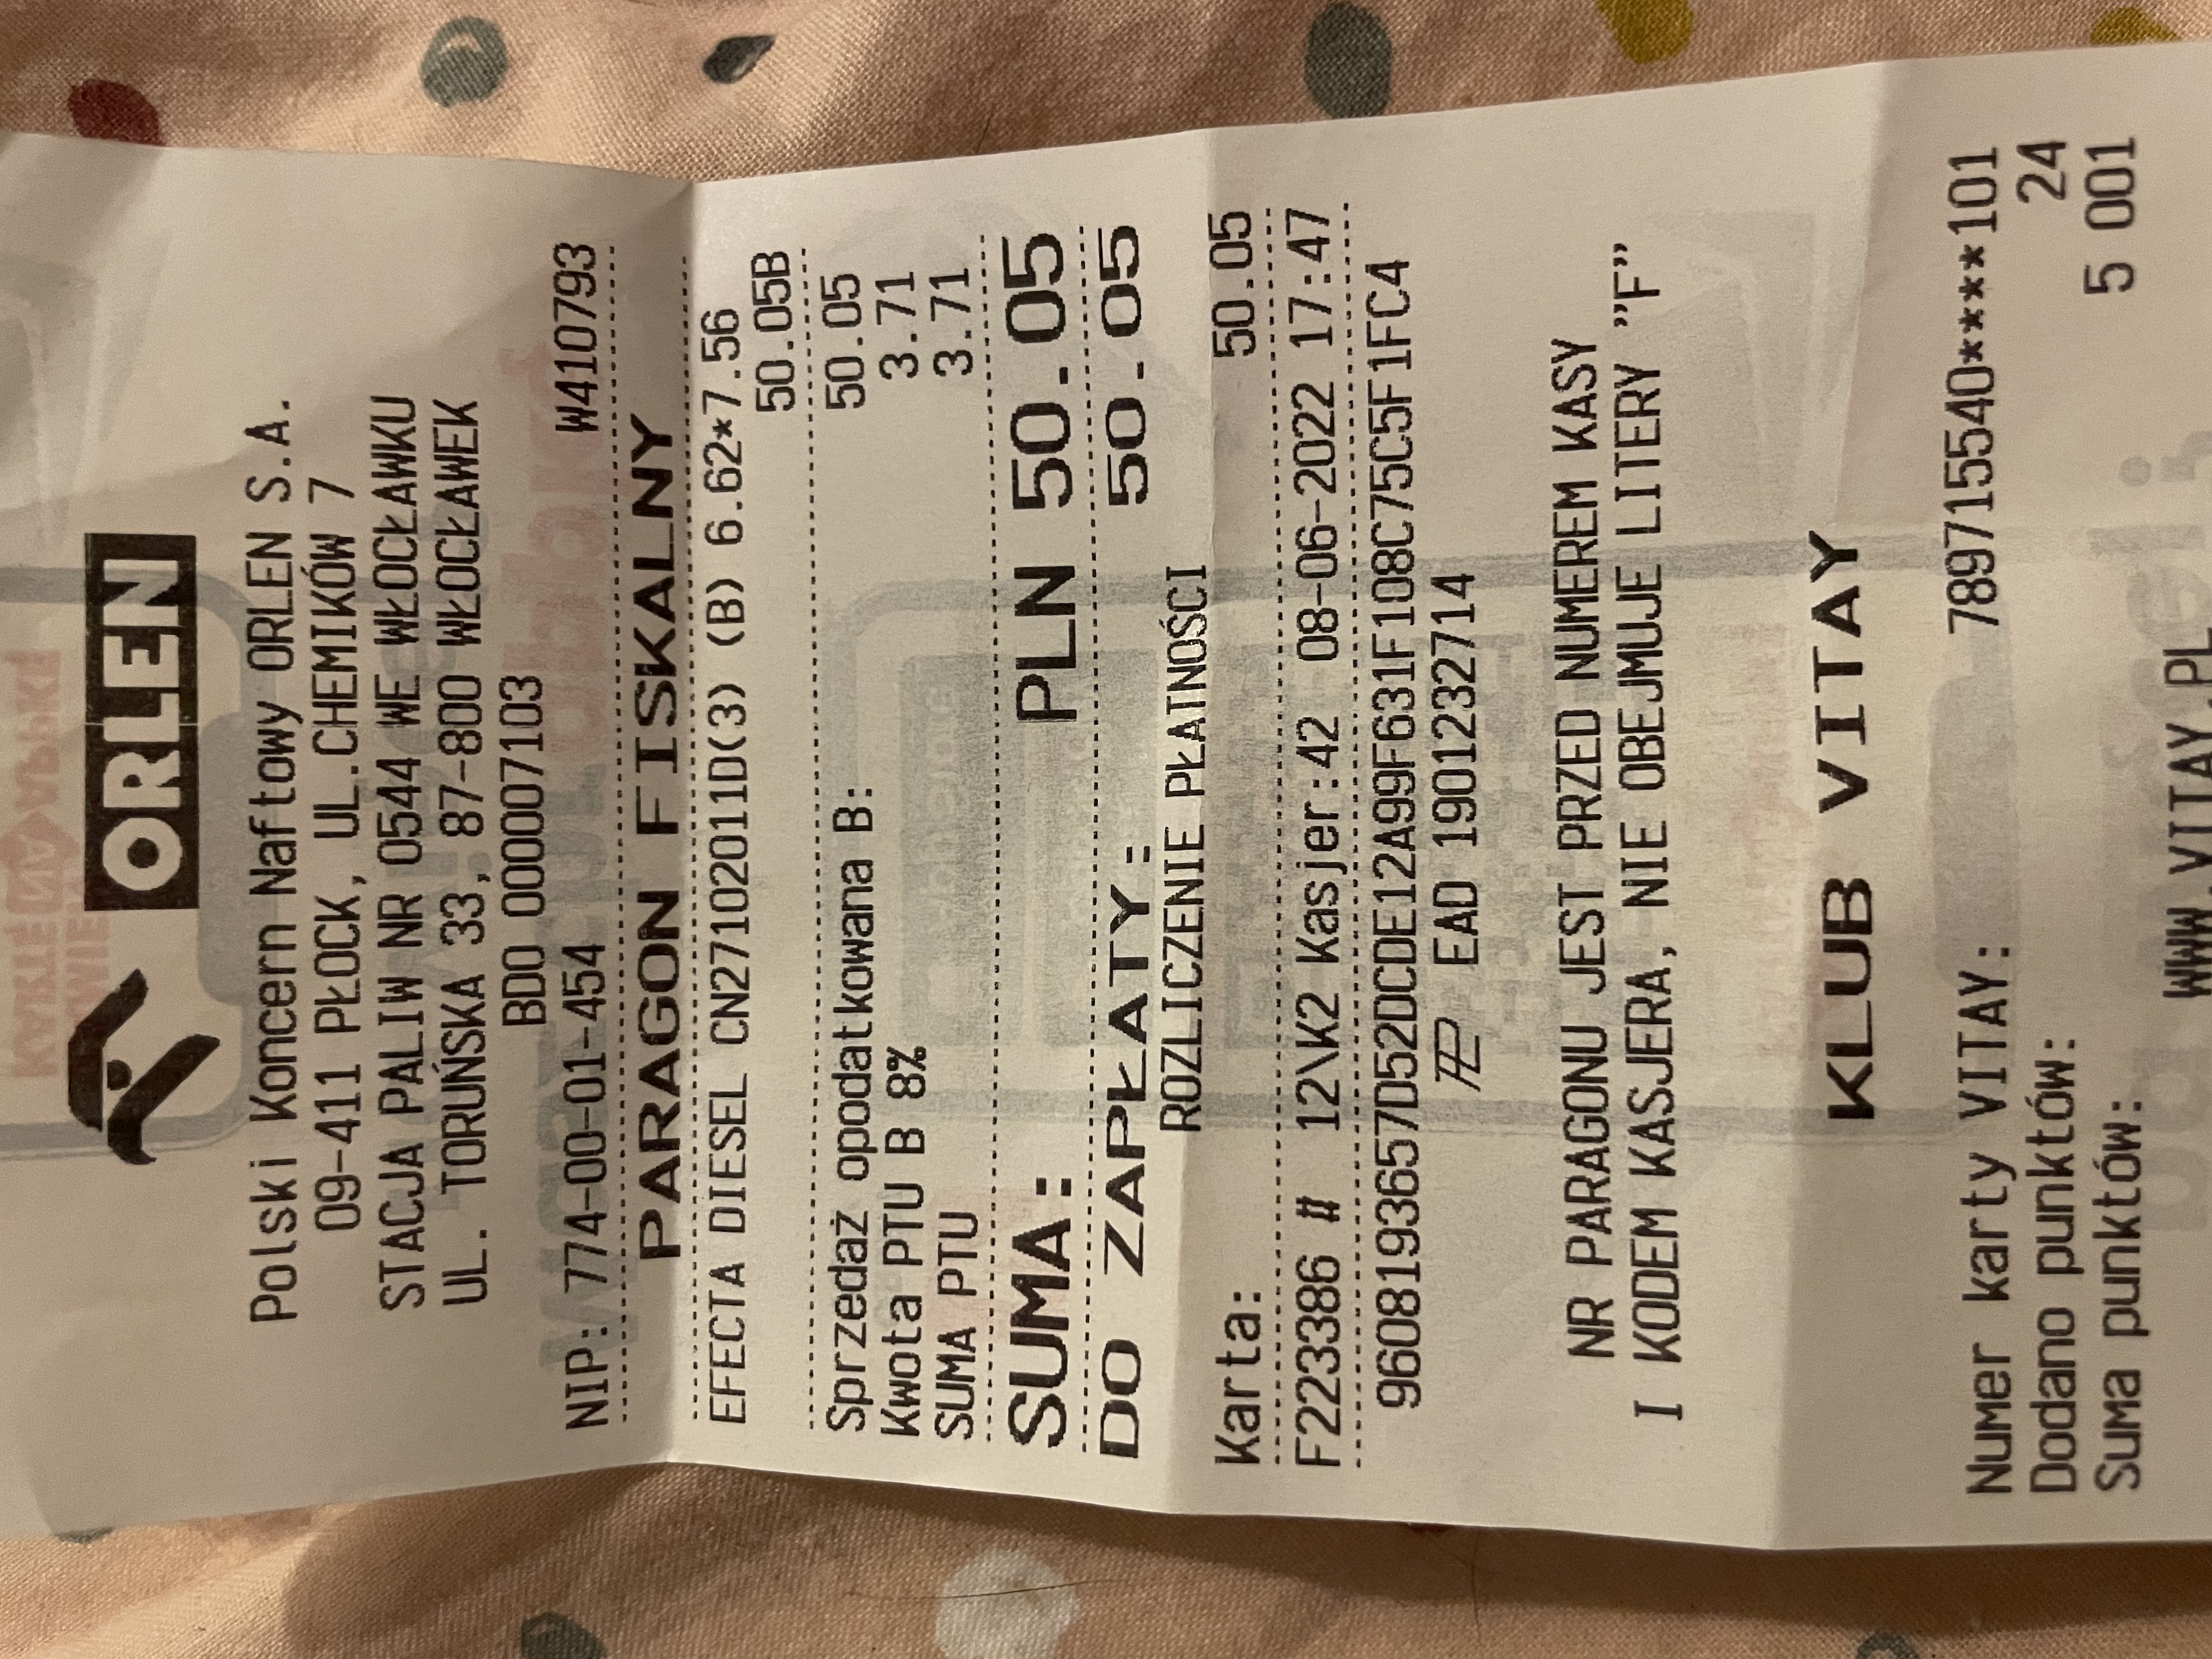 ORLEN
Polski Koncern Naftowy ORLEN S.A.
09-411 PŁOCK, UL.CHEMIKÓW 7
STACJA PALIW NR 0544 WE WŁOCŁAWKU
UL. TORUŃSKA 33, 87-800 WŁOCŁAWEK
BDO 000007103
NIP: 774-00-01-454 W410793
PARAGON FISKALNY
EFECTA DIESEL CN27102011D(3) (B) 6.62*7.56
50.05B
Sprzedaż opodatkowana B: 50.05
Kwota PTU B 8% 3.71
SUMA PTU 3.71
SUMA: PLN 50.05
DO ZAPŁATY: 50.05
ROZLICZENIE PŁATNOŚCI
Karta: 50.05
F223386 # 12\K2 Kasjer:42 08-06-2022 17:47
9608193657D52DCDE12A99F631F108C75C5F1FC4
EAD 1901232714
NR PARAGONU JEST PRZED NUMEREM KASY
I KODEM KASJERA, NIE OBEJMUJE LITERY "F"
KLUB VITAY
Numer karty VITAY: 789715540****101
Dodano punktów: 24
Suma punktów: 5 001
WWW.VITAY.PL